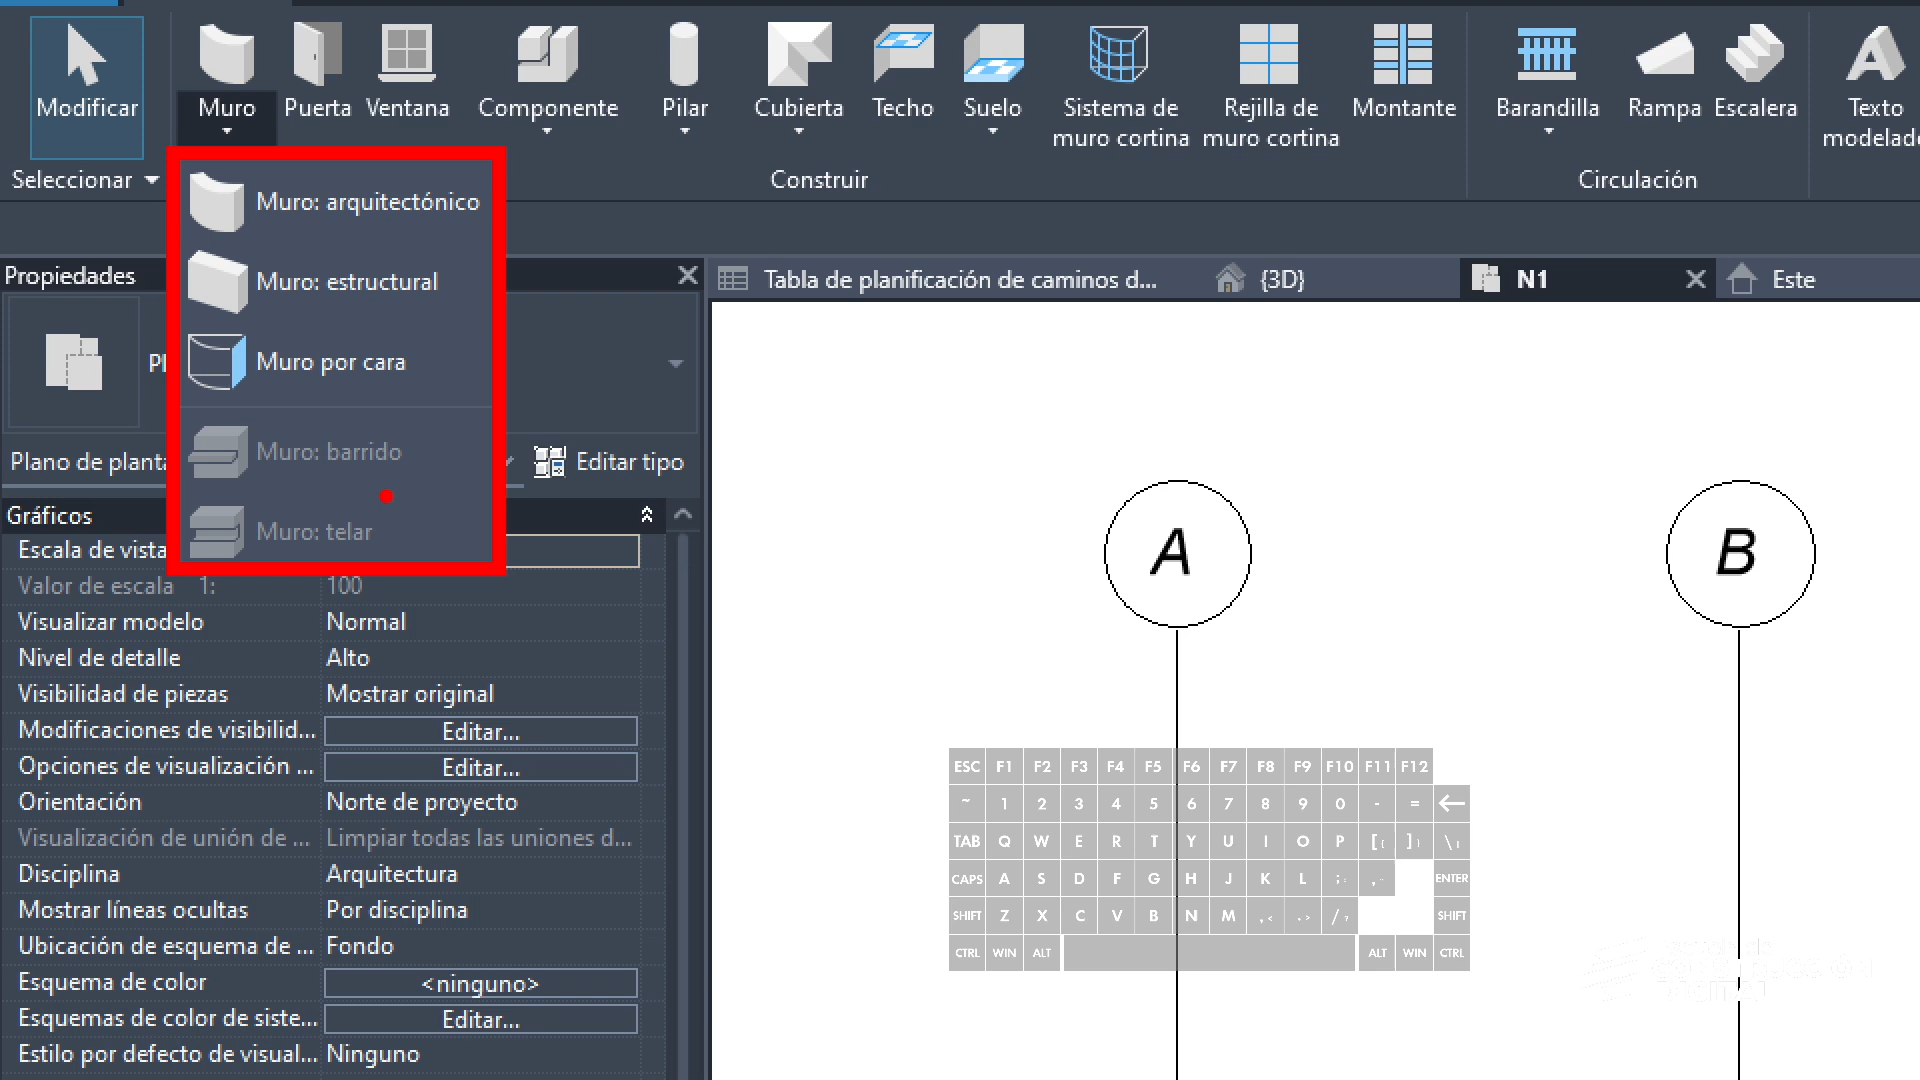 Modificar
Muro
Puerta
Ventana
Componente
Pilar
Cubierta
Techo
Suelo
Sistema de
muro cortina
Rejilla de
muro cortina
Montante
Barandilla
Rampa
Escalera
Texto
modelado
Seleccionar
Construir
Circulación
Muro: arquitectónico
Muro: estructural
Muro por cara
Muro: barrido
Muro: telar
Propiedades
Tabla de planificación de caminos d...
{3D}
N1
Este
Pl
Plano de planta
Editar tipo
Gráficos
Escala de vista
Valor de escala 1:
100
Visualizar modelo
Normal
Nivel de detalle
Alto
Visibilidad de piezas
Mostrar original
Modificaciones de visibilid...
Editar...
Opciones de visualización ...
Editar...
Orientación
Norte de proyecto
Visualización de unión de ...
Limpiar todas las uniones d...
Disciplina
Arquitectura
Mostrar líneas ocultas
Por disciplina
Ubicación de esquema de ...
Fondo
Esquema de color
<ninguno>
Esquemas de color de siste...
Editar...
Estilo por defecto de visual...
Ninguno
A
B
ESC F1 F2 F3 F4 F5 F6 F7 F8 F9 F10 F11 F12
~ 1 2 3 4 5 6 7 8 9 0 - = ←
TAB Q W E R T Y U I O P [ ] \
CAPS A S D F G H J K L ; ENTER
SHIFT Z X C V B N M , < . > / ? SHIFT
CTRL WIN ALT ALT WIN CTRL